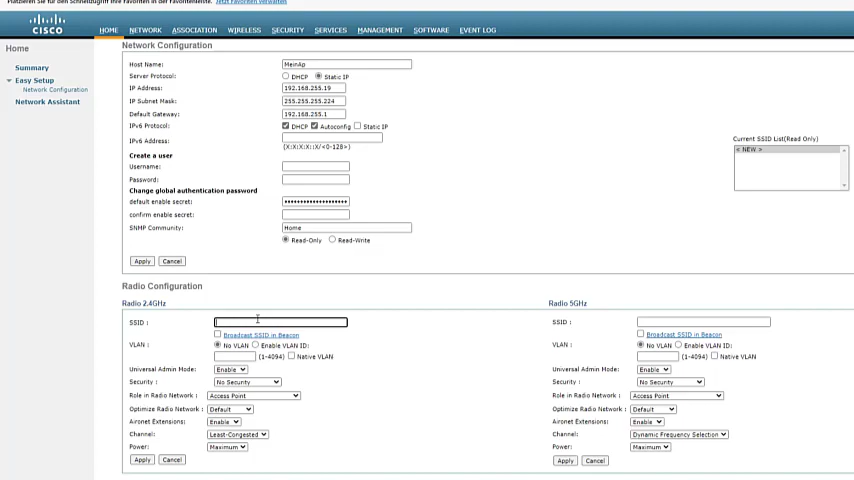 Platzieren Sie für den Schnellzugriff Ihre Favoriten in der Favoritenleiste. Jetzt Favoriten verwalten
CISCO
HOME NETWORK ASSOCIATION WIRELESS SECURITY SERVICES MANAGEMENT SOFTWARE EVENT LOG
Home
Summary
Easy Setup
Network Configuration
Network Assistant
Network Configuration
Host Name: MeinAp
Server Protocol: DHCP Static IP
IP Address: 192.168.255.19
IP Subnet Mask: 255.255.255.224
Default Gateway: 192.168.255.1
IPv6 Protocol: DHCP Autoconfig Static IP
IPv6 Address:
(X:X:X:X::X/<0-128>)
Create a user
Username:
Password:
Change global authentication password
default enable secret: ••••••••••••••••••••
confirm enable secret:
SNMP Community: Home
Read-Only Read-Write
Apply Cancel
Current SSID List(Read Only)
< NEW >
Radio Configuration
Radio 2.4GHz
SSID :
Broadcast SSID in Beacon
VLAN : No VLAN Enable VLAN ID:
(1-4094) Native VLAN
Universal Admin Mode: Enable
Security : No Security
Role in Radio Network : Access Point
Optimize Radio Network : Default
Aironet Extensions: Enable
Channel: Least-Congested
Power: Maximum
Apply Cancel
Radio 5GHz
SSID :
Broadcast SSID in Beacon
VLAN : No VLAN Enable VLAN ID:
(1-4094) Native VLAN
Universal Admin Mode: Enable
Security : No Security
Role in Radio Network : Access Point
Optimize Radio Network : Default
Aironet Extensions: Enable
Channel: Dynamic Frequency Selection
Power: Maximum
Apply Cancel